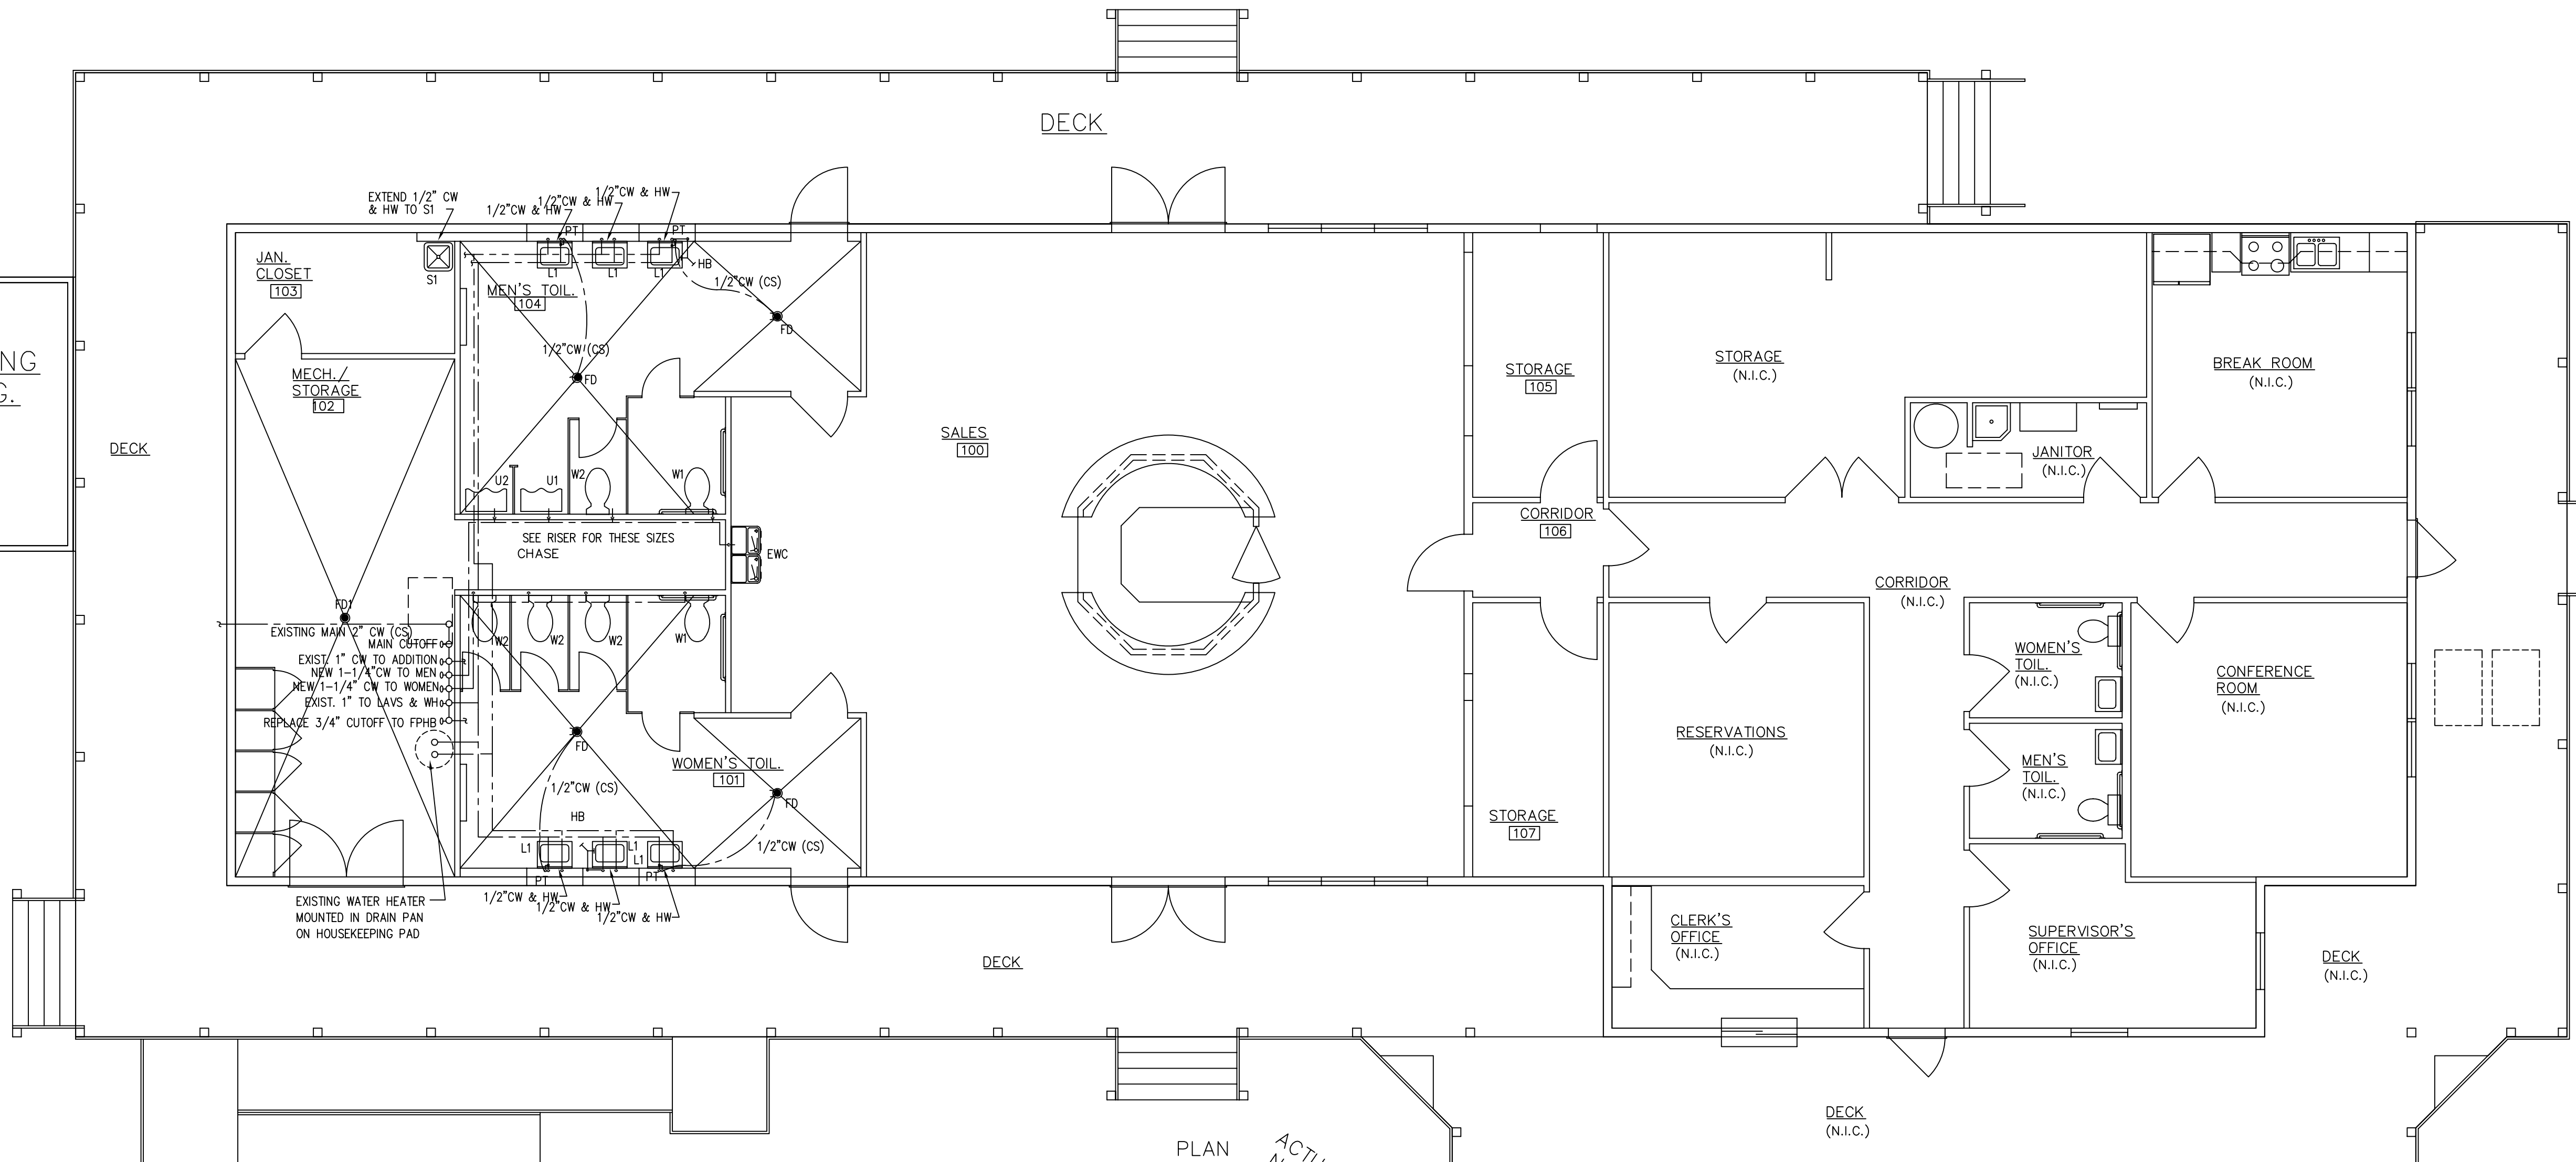 DECK
EXTEND 1/2" CW
& HW TO S1
1/2"CW & HW
1/2"CW & HW
1/2"CW & HW
PT
PT
JAN.
CLOSET
103
S1
L1
L1
L1
HB
MEN'S TOIL.
104
1/2"CW (CS)
FD
1/2"CW (CS)
FD
NG
G.
MECH./
STORAGE
102
DECK
U2
U1
W2
W1
SALES
100
SEE RISER FOR THESE SIZES
CHASE
EWC
STORAGE
105
STORAGE
(N.I.C.)
BREAK ROOM
(N.I.C.)
JANITOR
(N.I.C.)
CORRIDOR
106
CORRIDOR
(N.I.C.)
FD1
EXISTING MAIN 2" CW (CS)
MAIN CUTOFF
EXIST. 1" CW TO ADDITION
NEW 1-1/4"CW TO MEN
NEW 1-1/4" CW TO WOMEN
EXIST. 1" TO LAVS & WH
REPLACE 3/4" CUTOFF TO FPHB
W2
W2
W2
W1
FD
WOMEN'S TOIL.
101
1/2"CW (CS)
FD
HB
1/2"CW (CS)
L1
L1
L1
PT
PT
1/2"CW & HW
1/2"CW & HW
1/2"CW & HW
EXISTING WATER HEATER
MOUNTED IN DRAIN PAN
ON HOUSEKEEPING PAD
STORAGE
107
RESERVATIONS
(N.I.C.)
WOMEN'S
TOIL.
(N.I.C.)
CONFERENCE
ROOM
(N.I.C.)
MEN'S
TOIL.
(N.I.C.)
CLERK'S
OFFICE
(N.I.C.)
SUPERVISOR'S
OFFICE
(N.I.C.)
DECK
DECK
(N.I.C.)
DECK
(N.I.C.)
PLAN